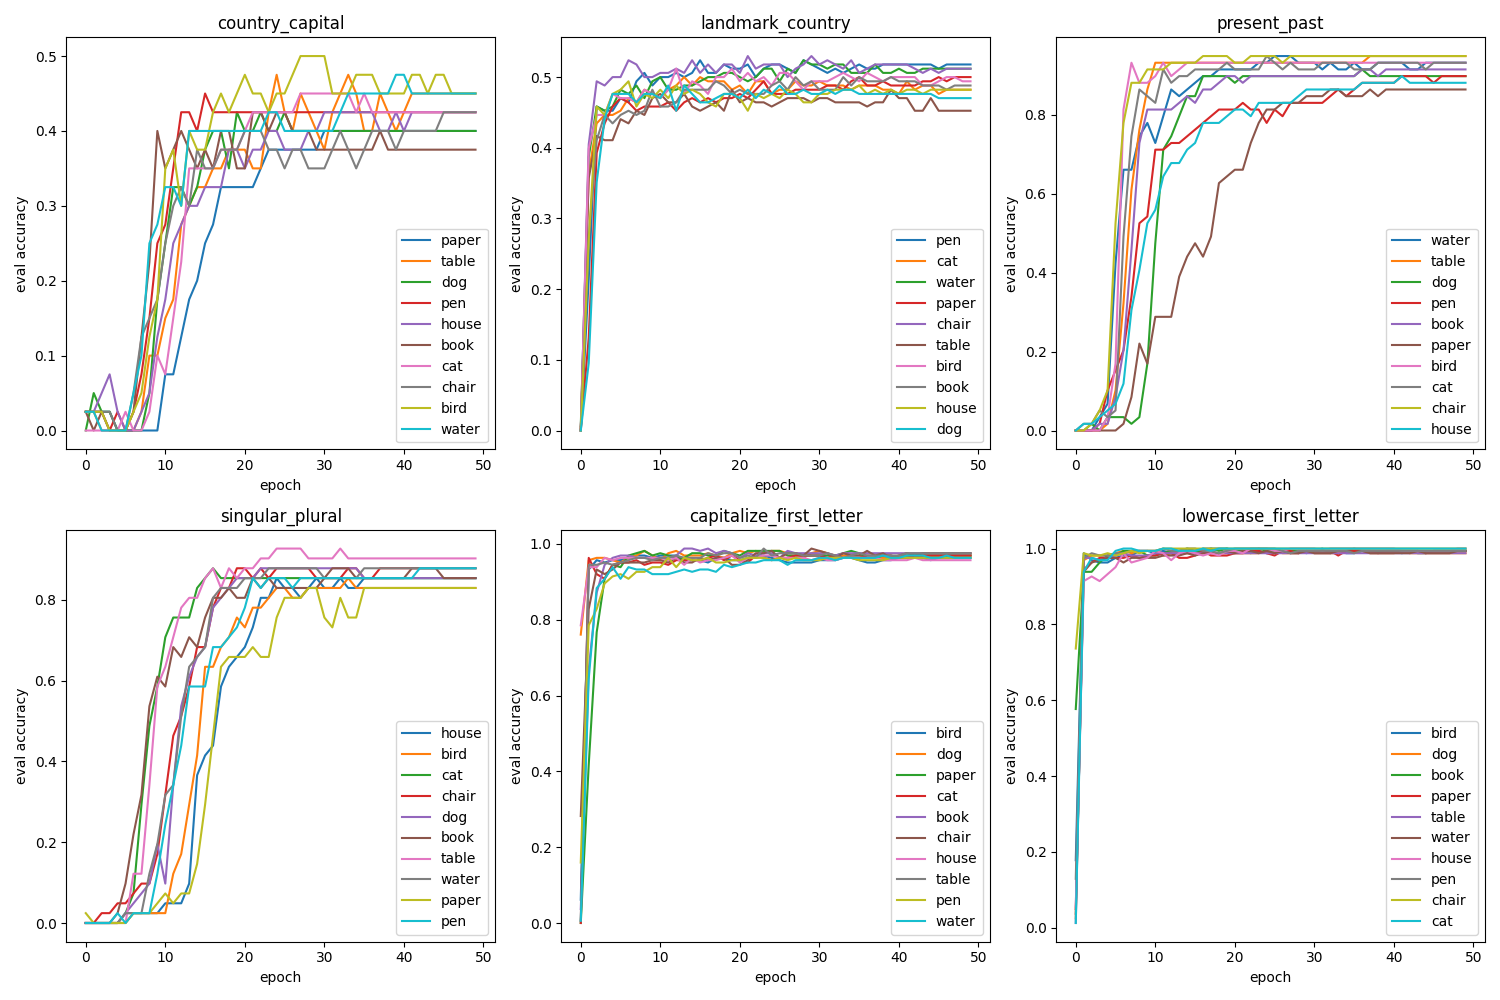 country_capital
eval accuracy
0.5
0.4
0.3
0.2
0.1
0.0
paper
table
dog
pen
house
book
cat
chair
bird
water
0 10 20 30 40 50
epoch
landmark_country
eval accuracy
0.5
0.4
0.3
0.2
0.1
0.0
pen
cat
water
paper
chair
table
bird
book
house
dog
0 10 20 30 40 50
epoch
present_past
eval accuracy
0.8
0.6
0.4
0.2
0.0
water
table
dog
pen
book
paper
bird
cat
chair
house
0 10 20 30 40 50
epoch
singular_plural
eval accuracy
0.8
0.6
0.4
0.2
0.0
house
bird
cat
chair
dog
book
table
water
paper
pen
0 10 20 30 40 50
epoch
capitalize_first_letter
eval accuracy
1.0
0.8
0.6
0.4
0.2
0.0
bird
dog
paper
cat
book
chair
house
table
pen
water
0 10 20 30 40 50
epoch
lowercase_first_letter
eval accuracy
1.0
0.8
0.6
0.4
0.2
0.0
bird
dog
book
paper
table
water
house
pen
chair
cat
0 10 20 30 40 50
epoch